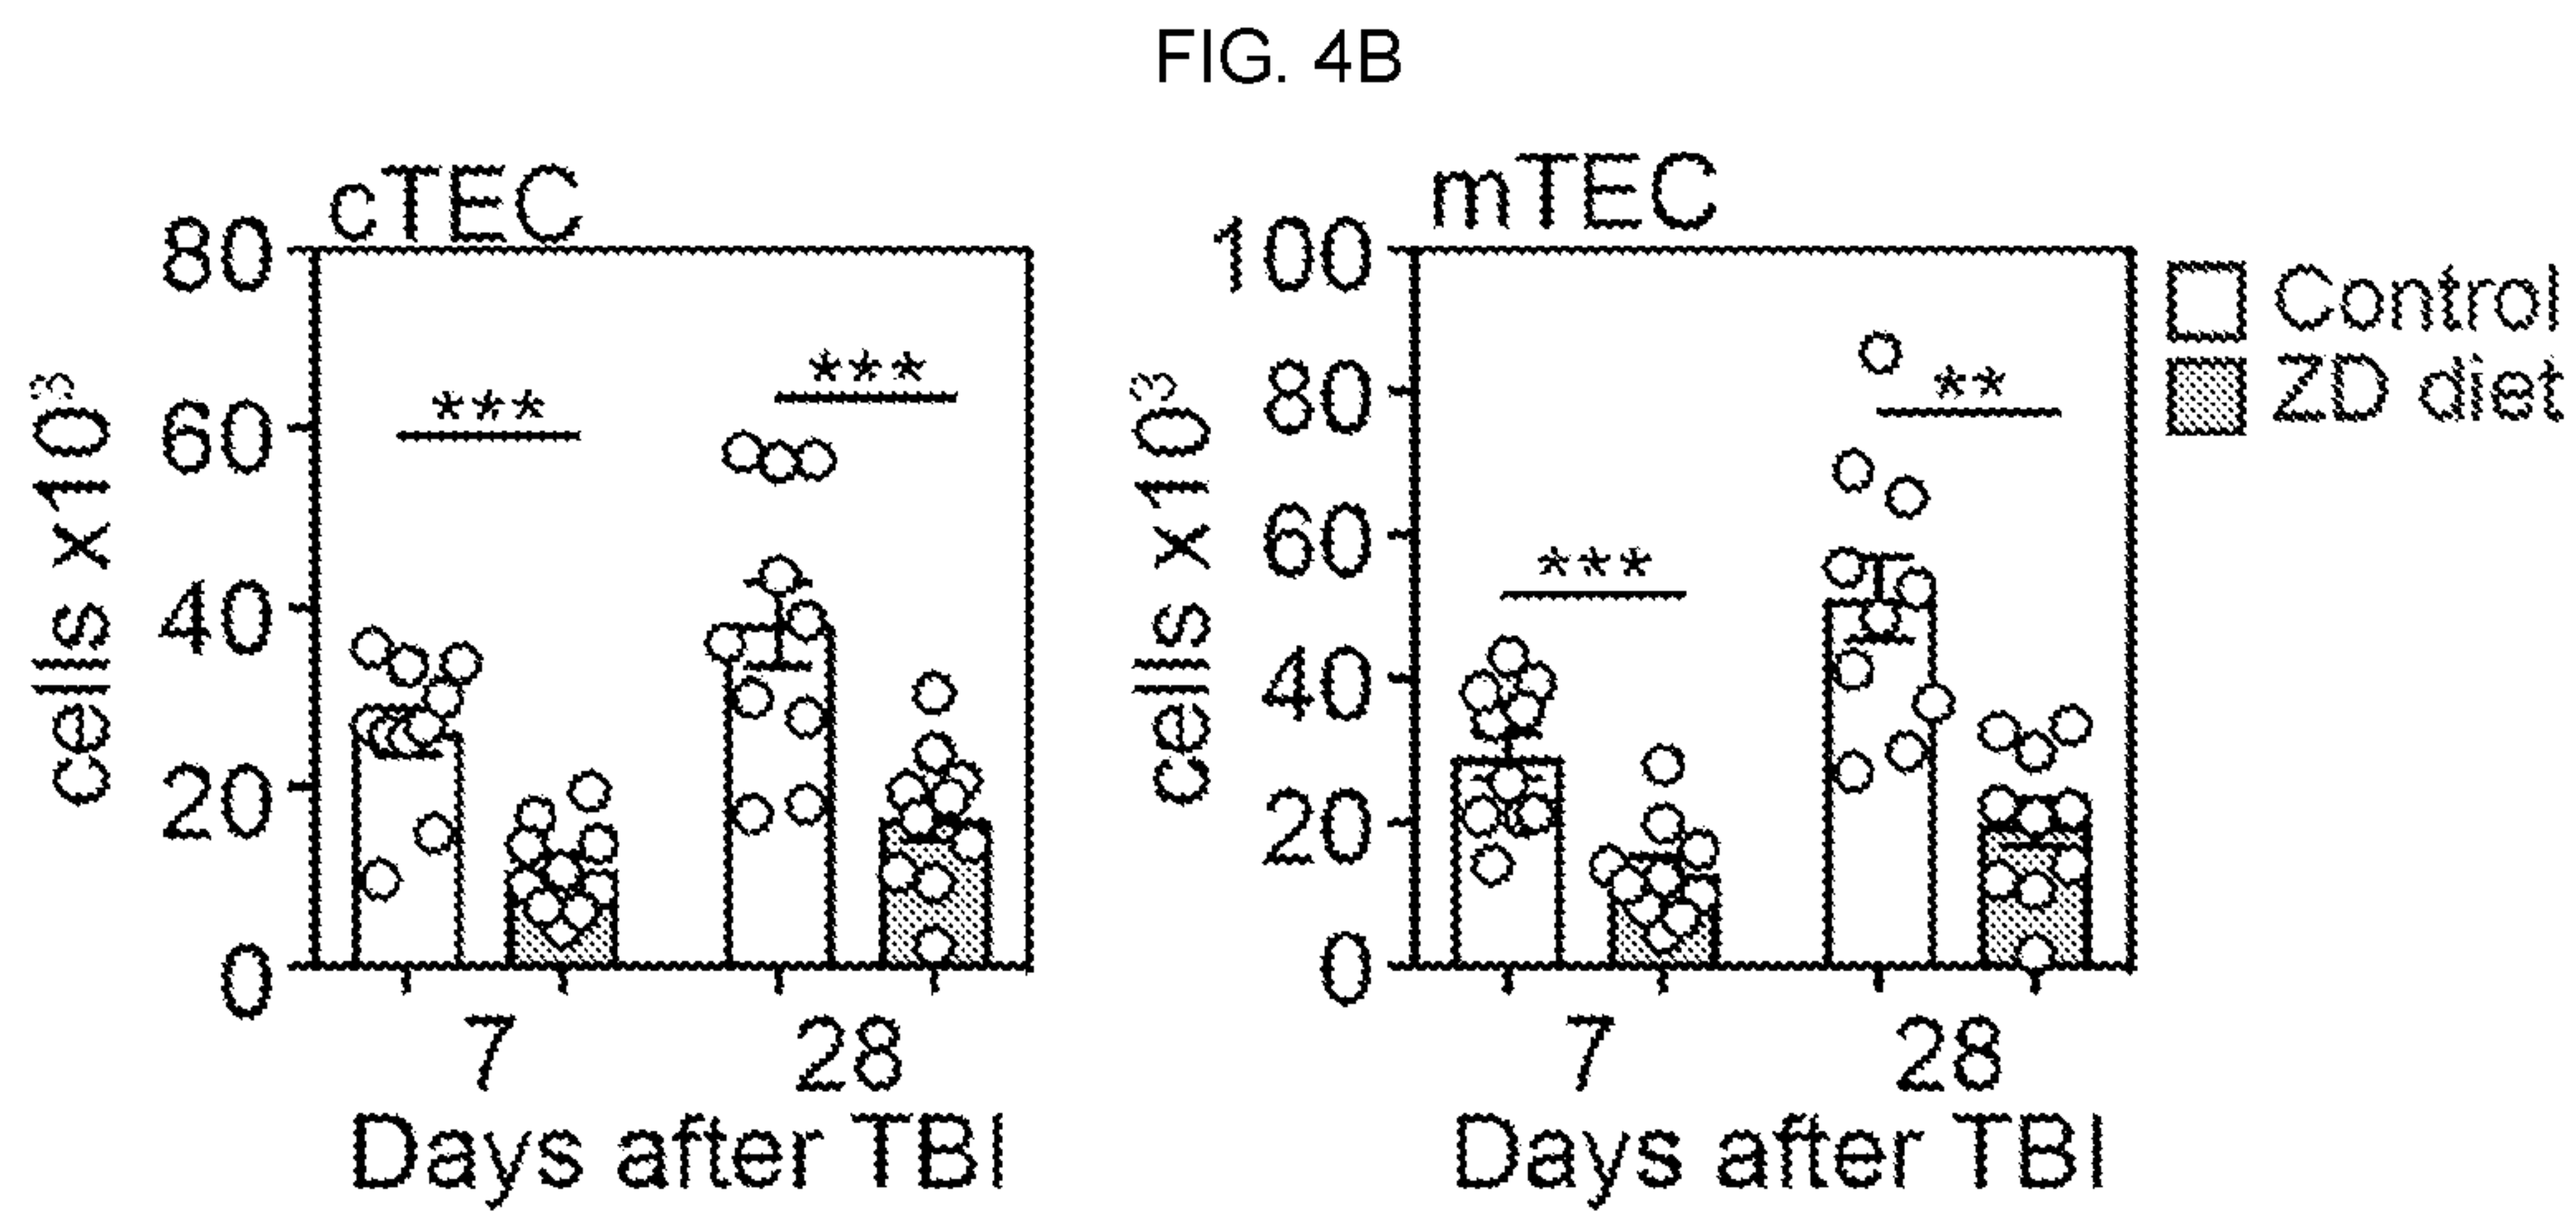 FIG. 4B
cTEC
cells x10³
80
60
40
20
0
***
***
7
28
Days after TBI
mTEC
cells x10³
100
80
60
40
20
0
***
**
7
28
Days after TBI
Control
ZD diet